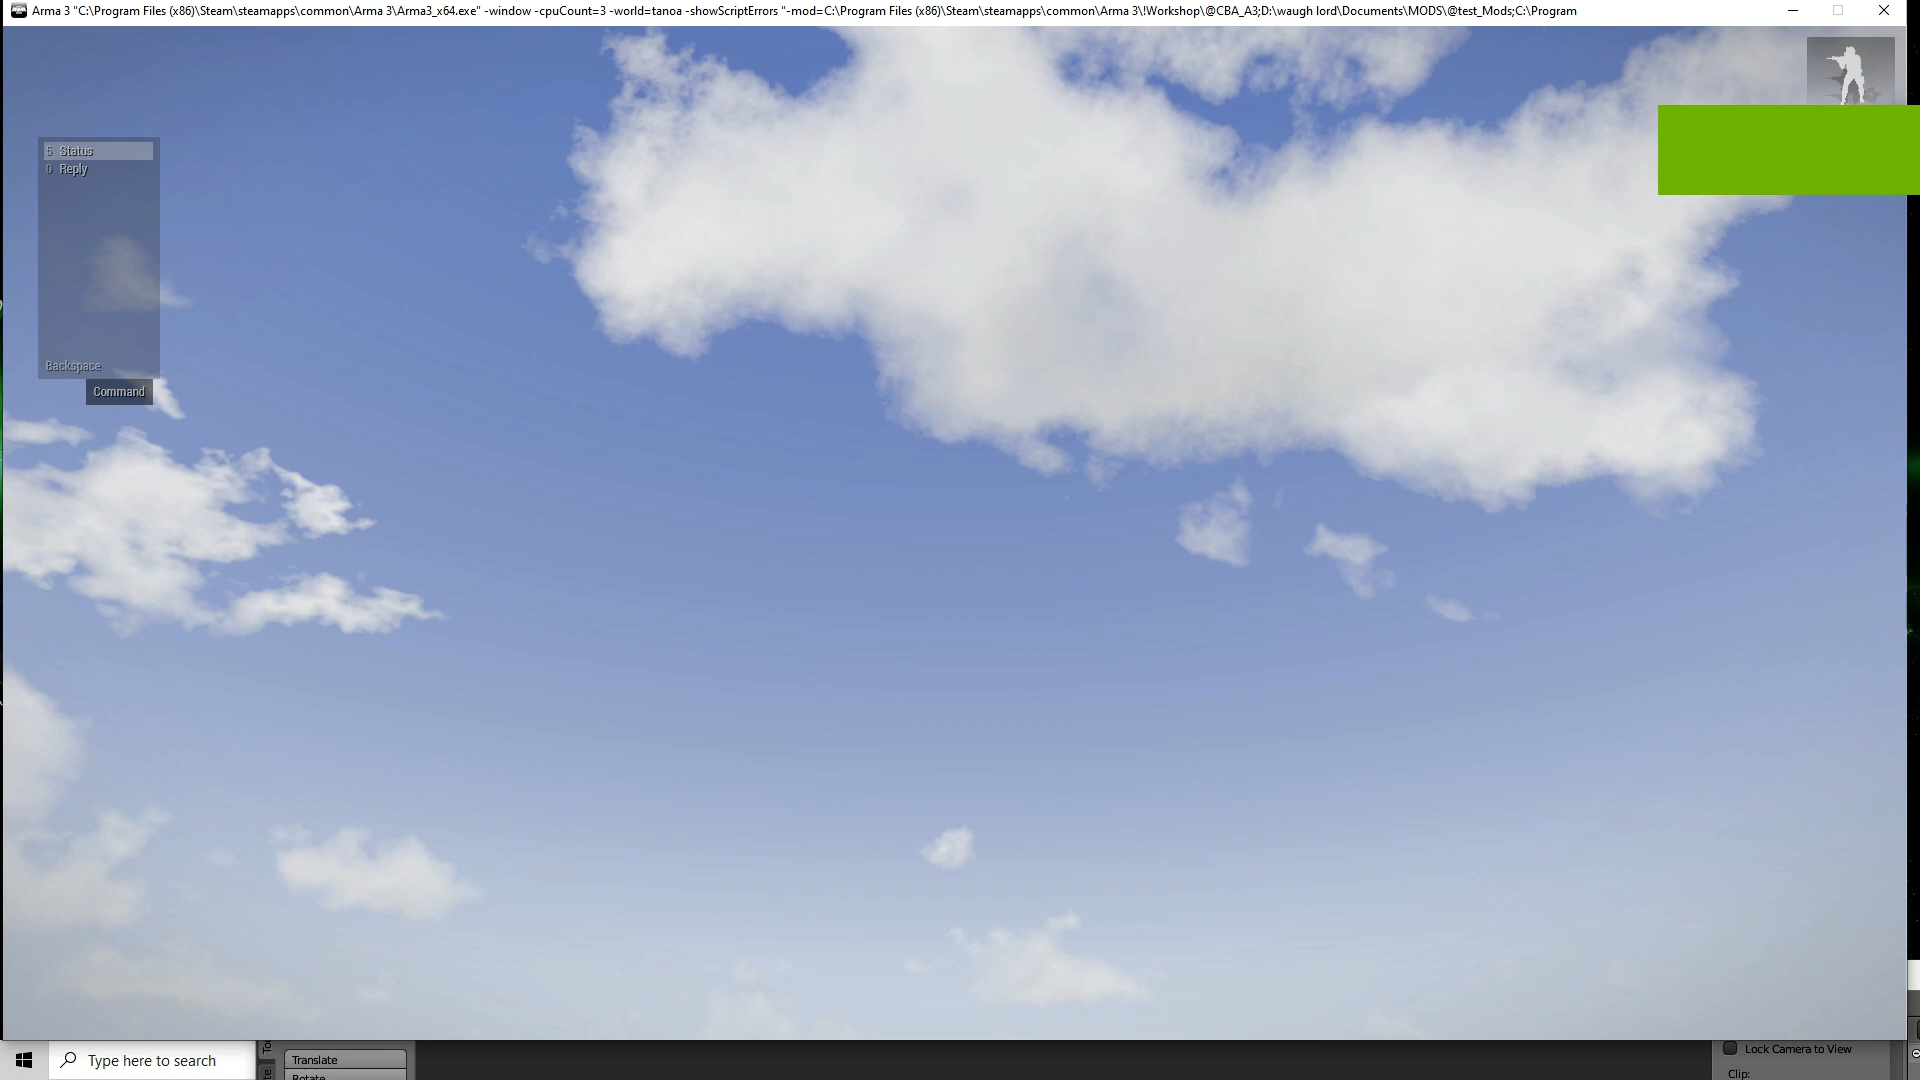 Arma 3 "C:\Program Files (x86)\Steam\steamapps\common\Arma 3\Arma3_x64.exe" -window -cpuCount=3 -world=tanoa -showScriptErrors "-mod=C:\Program Files (x86)\Steam\steamapps\common\Arma 3\!Workshop\@CBA_A3;D:\waugh lord\Documents\MODS\@test_Mods;C:\Program
5 Status
0 Reply
Backspace
Command
Type here to search
Translate
Rotate
Lock Camera to View
Clip: